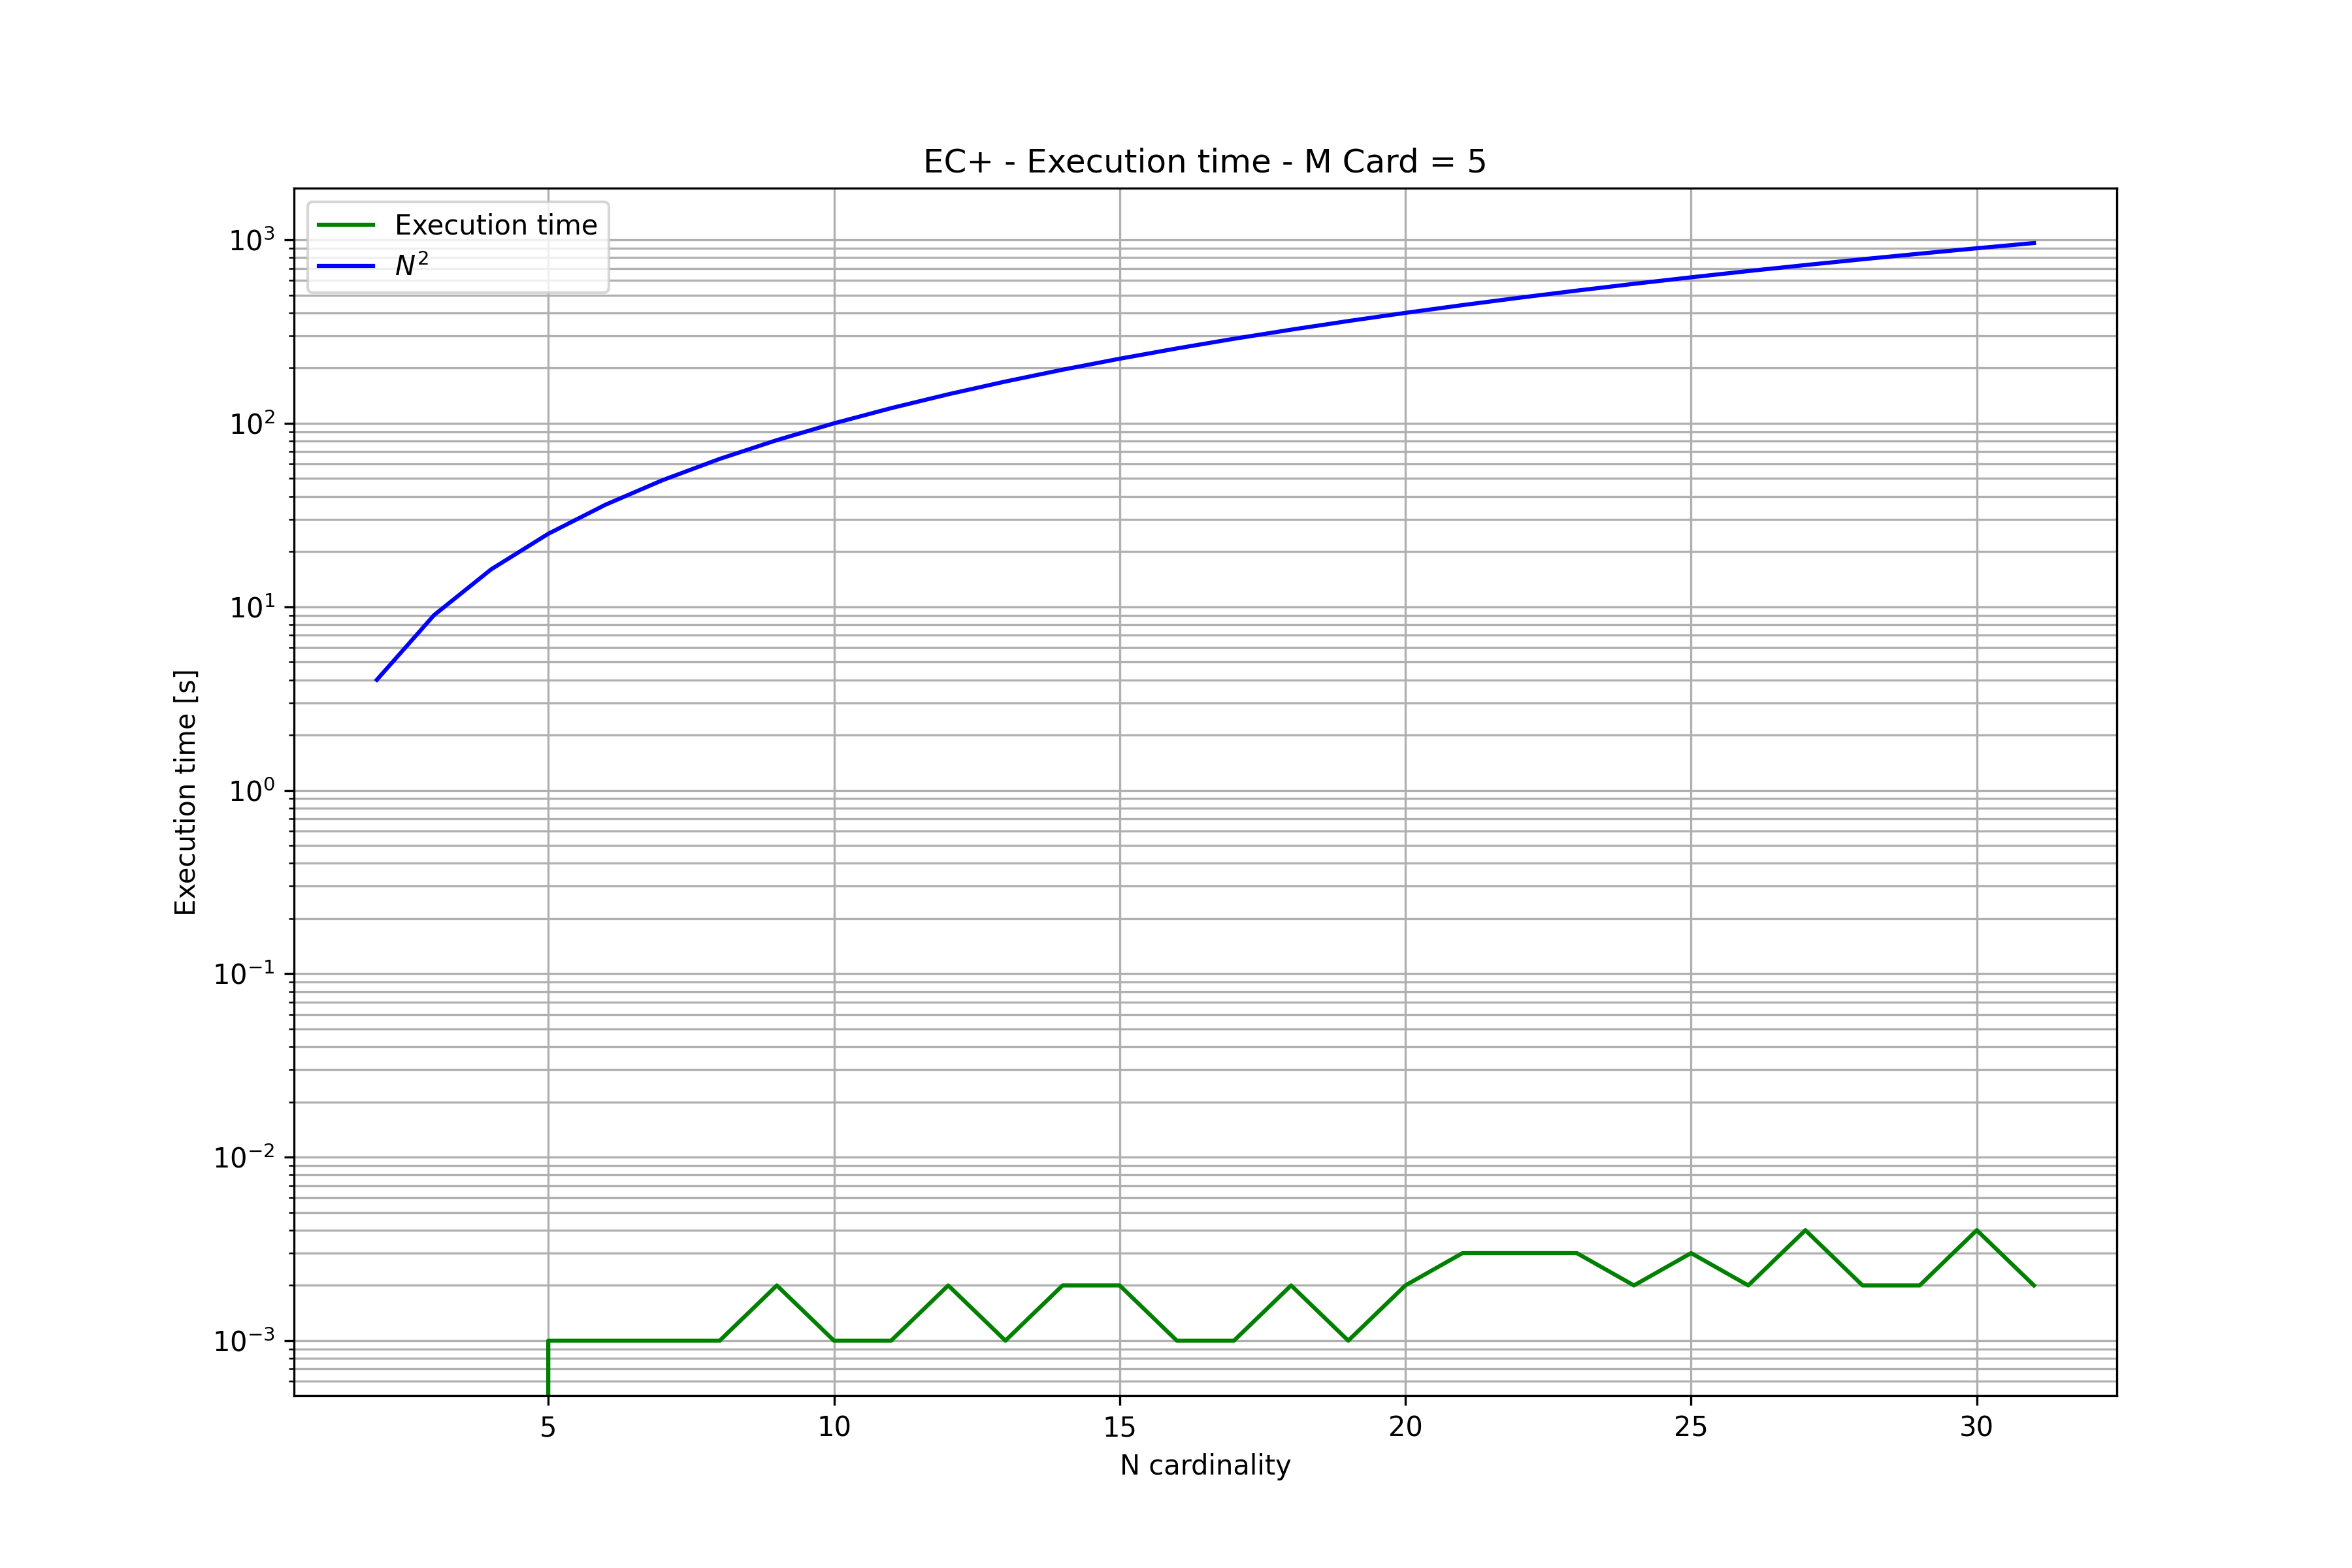 EC+ - Execution time - M Card = 5
Execution time
N²
10³
10²
10¹
10⁰
10⁻¹
10⁻²
10⁻³
Execution time [s]
5 10 15 20 25 30
N cardinality